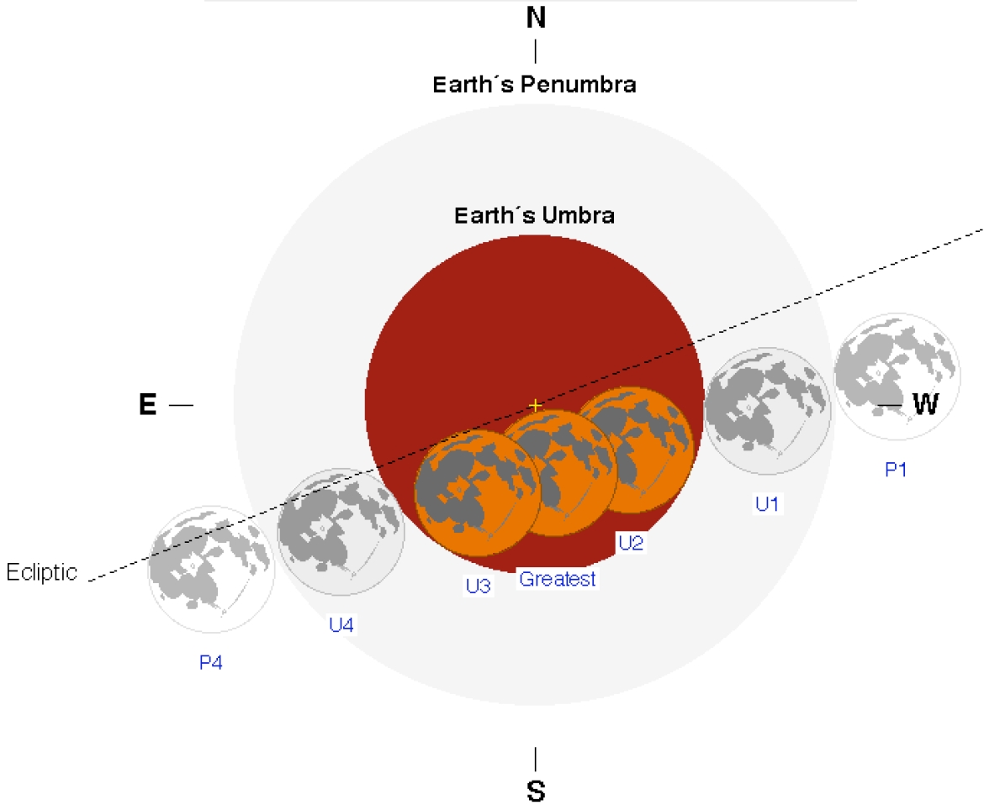 N
Earth´s Penumbra
Earth´s Umbra
E
W
P1
U1
U2
Ecliptic
Greatest
U3
U4
P4
S